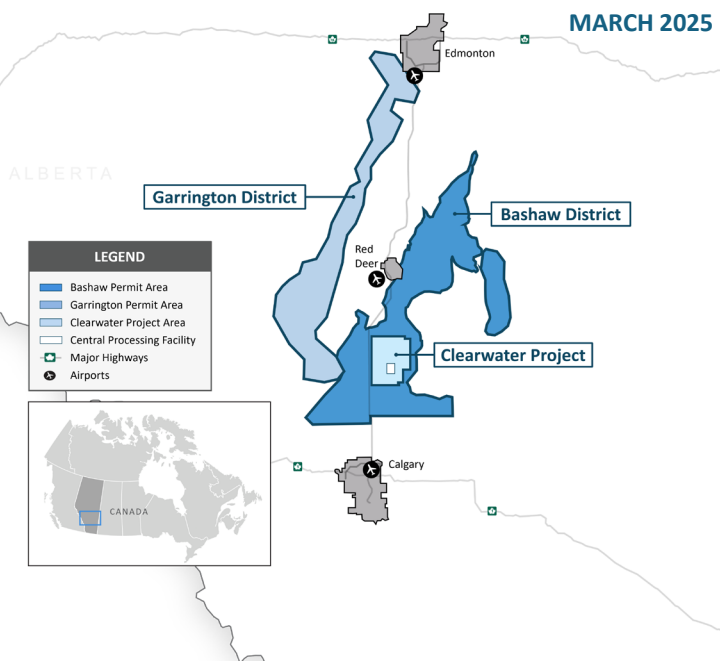 MARCH 2025
Edmonton
ALBERTA
Garrington District
Bashaw District
Red
Deer
LEGEND
Bashaw Permit Area
Garrington Permit Area
Clearwater Project Area
Central Processing Facility
Major Highways
Airports
Clearwater Project
Calgary
CANADA